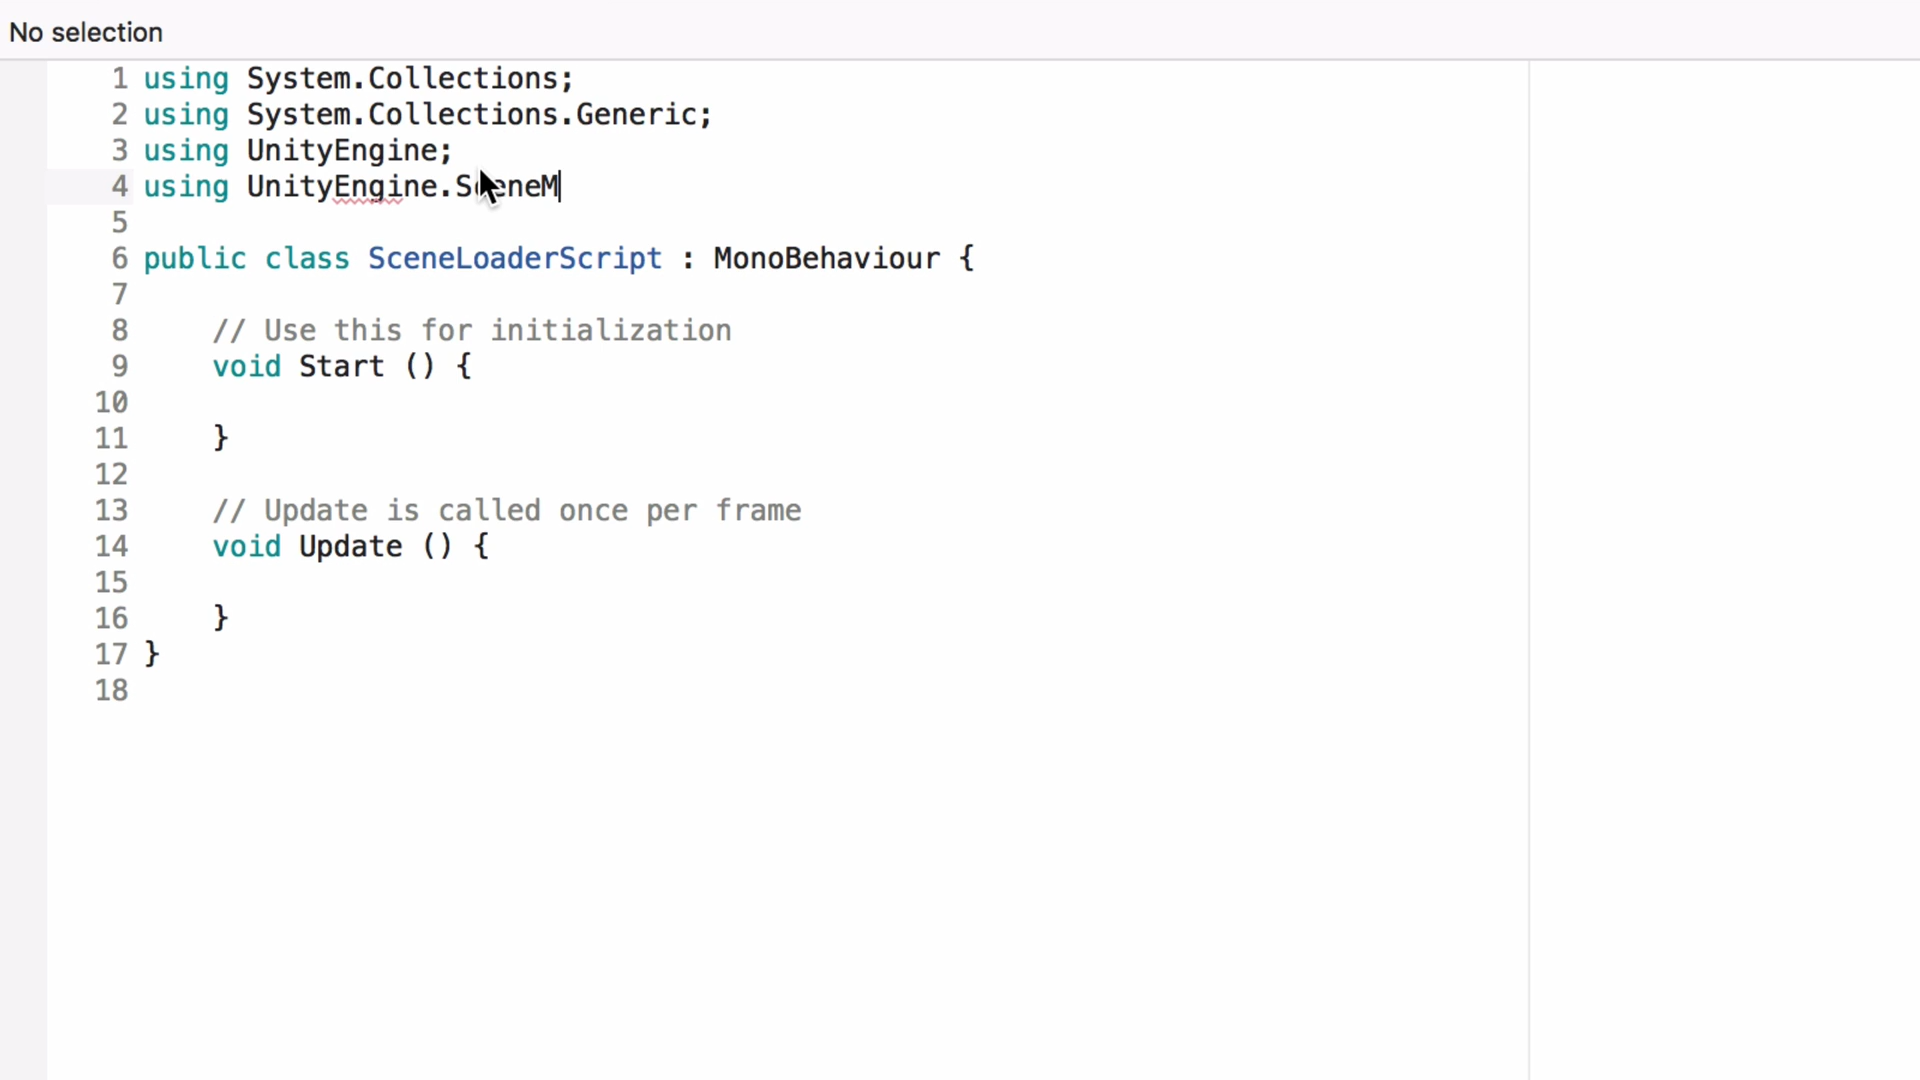 No selection
1 using System.Collections;
2 using System.Collections.Generic;
3 using UnityEngine;
4 using UnityEngine.SceneM
5
6 public class SceneLoaderScript : MonoBehaviour {
7
8 // Use this for initialization
9 void Start () {
10
11 }
12
13 // Update is called once per frame
14 void Update () {
15
16 }
17 }
18